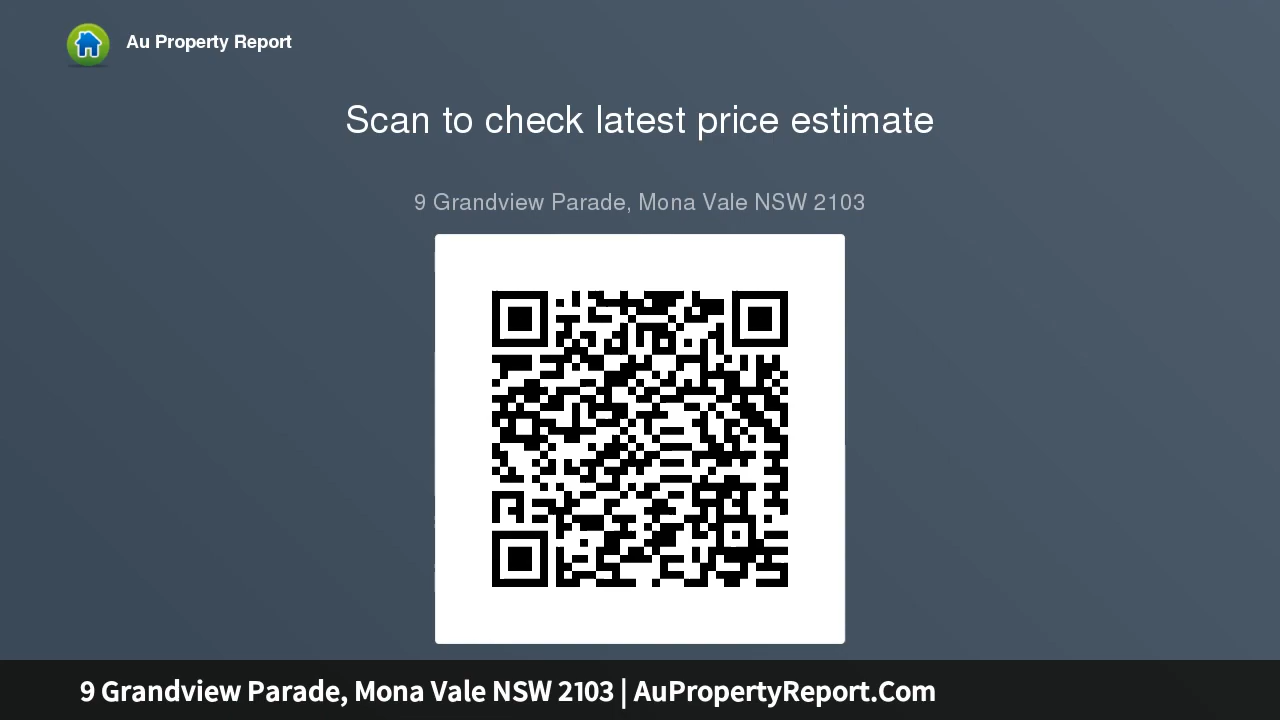 Au Property Report
Scan to check latest price estimate
9 Grandview Parade, Mona Vale NSW 2103
9 Grandview Parade, Mona Vale NSW 2103 | AuPropertyReport.Com